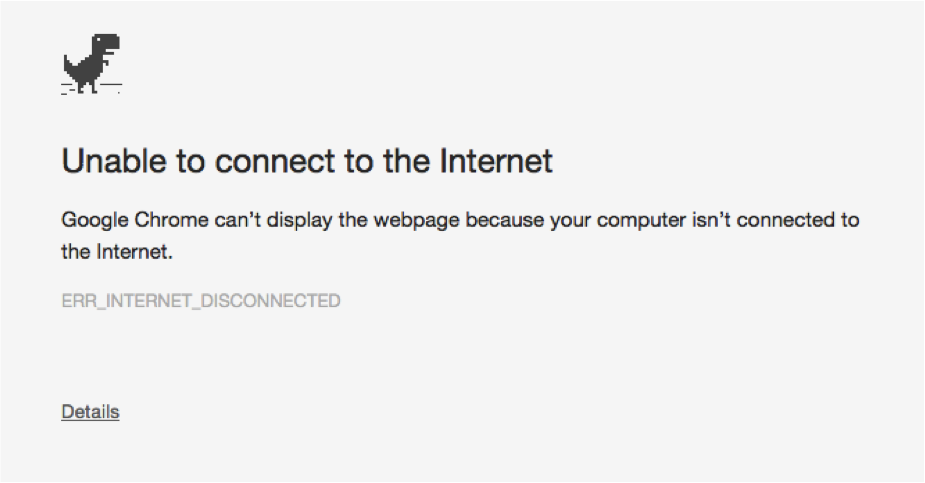 Unable to connect to the Internet
Google Chrome can’t display the webpage because your computer isn’t connected to
the Internet.
ERR_INTERNET_DISCONNECTED
Details